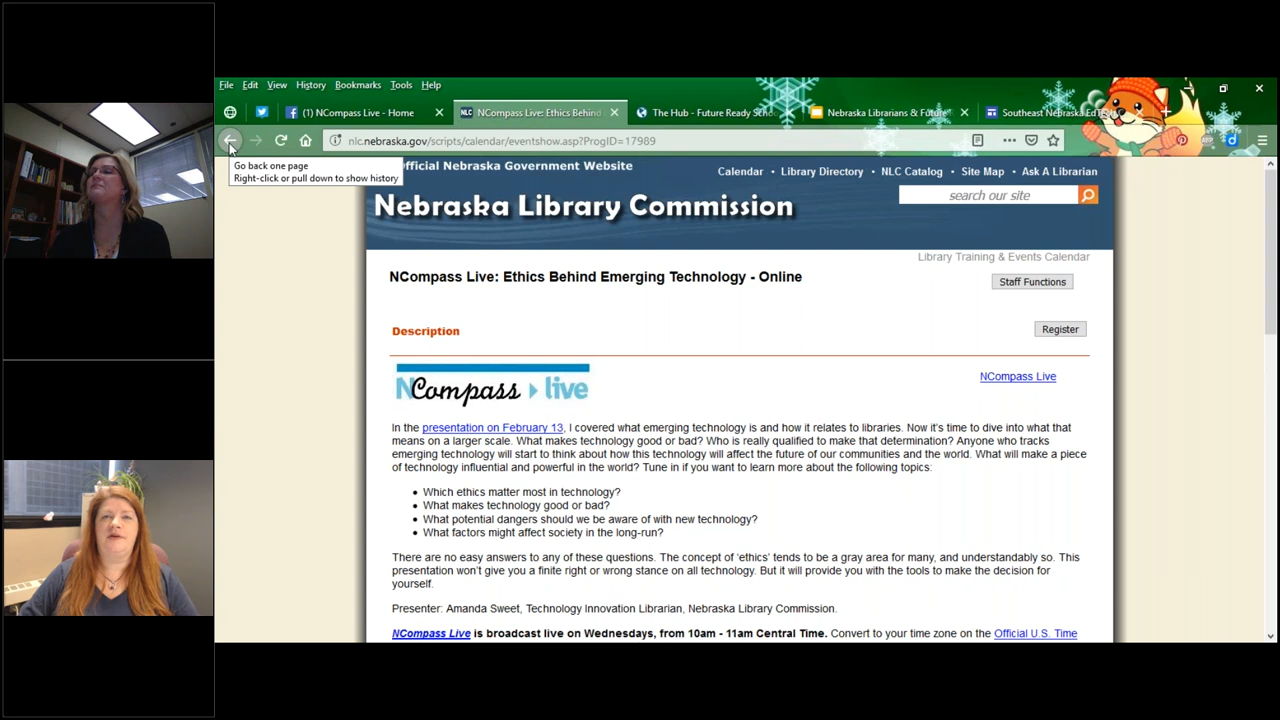 File Edit View History Bookmarks Tools Help
(1) NCompass Live - Home
NLC NCompass Live: Ethics Behind
The Hub - Future Ready Sch
Nebraska Librarians & Future
Southeast Nebraska Ed
nlc.nebraska.gov/scripts/calendar/eventshow.asp?ProgID=17989
Go back one page
Right-click or pull down to show history
fficial Nebraska Government Website
Calendar • Library Directory • NLC Catalog • Site Map • Ask A Librarian
Nebraska Library Commission
search our site
Library Training & Events Calendar
NCompass Live: Ethics Behind Emerging Technology - Online
Staff Functions
Description
Register
NCompass live
NCompass Live
In the presentation on February 13, I covered what emerging technology is and how it relates to libraries. Now it's time to dive into what that
means on a larger scale. What makes technology good or bad? Who is really qualified to make that determination? Anyone who tracks
emerging technology will start to think about how this technology will affect the future of our communities and the world. What will make a piece
of technology influential and powerful in the world? Tune in if you want to learn more about the following topics:
• Which ethics matter most in technology?
• What makes technology good or bad?
• What potential dangers should we be aware of with new technology?
• What factors might affect society in the long-run?
There are no easy answers to any of these questions. The concept of 'ethics' tends to be a gray area for many, and understandably so. This
presentation won't give you a finite right or wrong stance on all technology. But it will provide you with the tools to make the decision for
yourself.
Presenter: Amanda Sweet, Technology Innovation Librarian, Nebraska Library Commission.
NCompass Live is broadcast live on Wednesdays, from 10am - 11am Central Time. Convert to your time zone on the Official U.S. Time